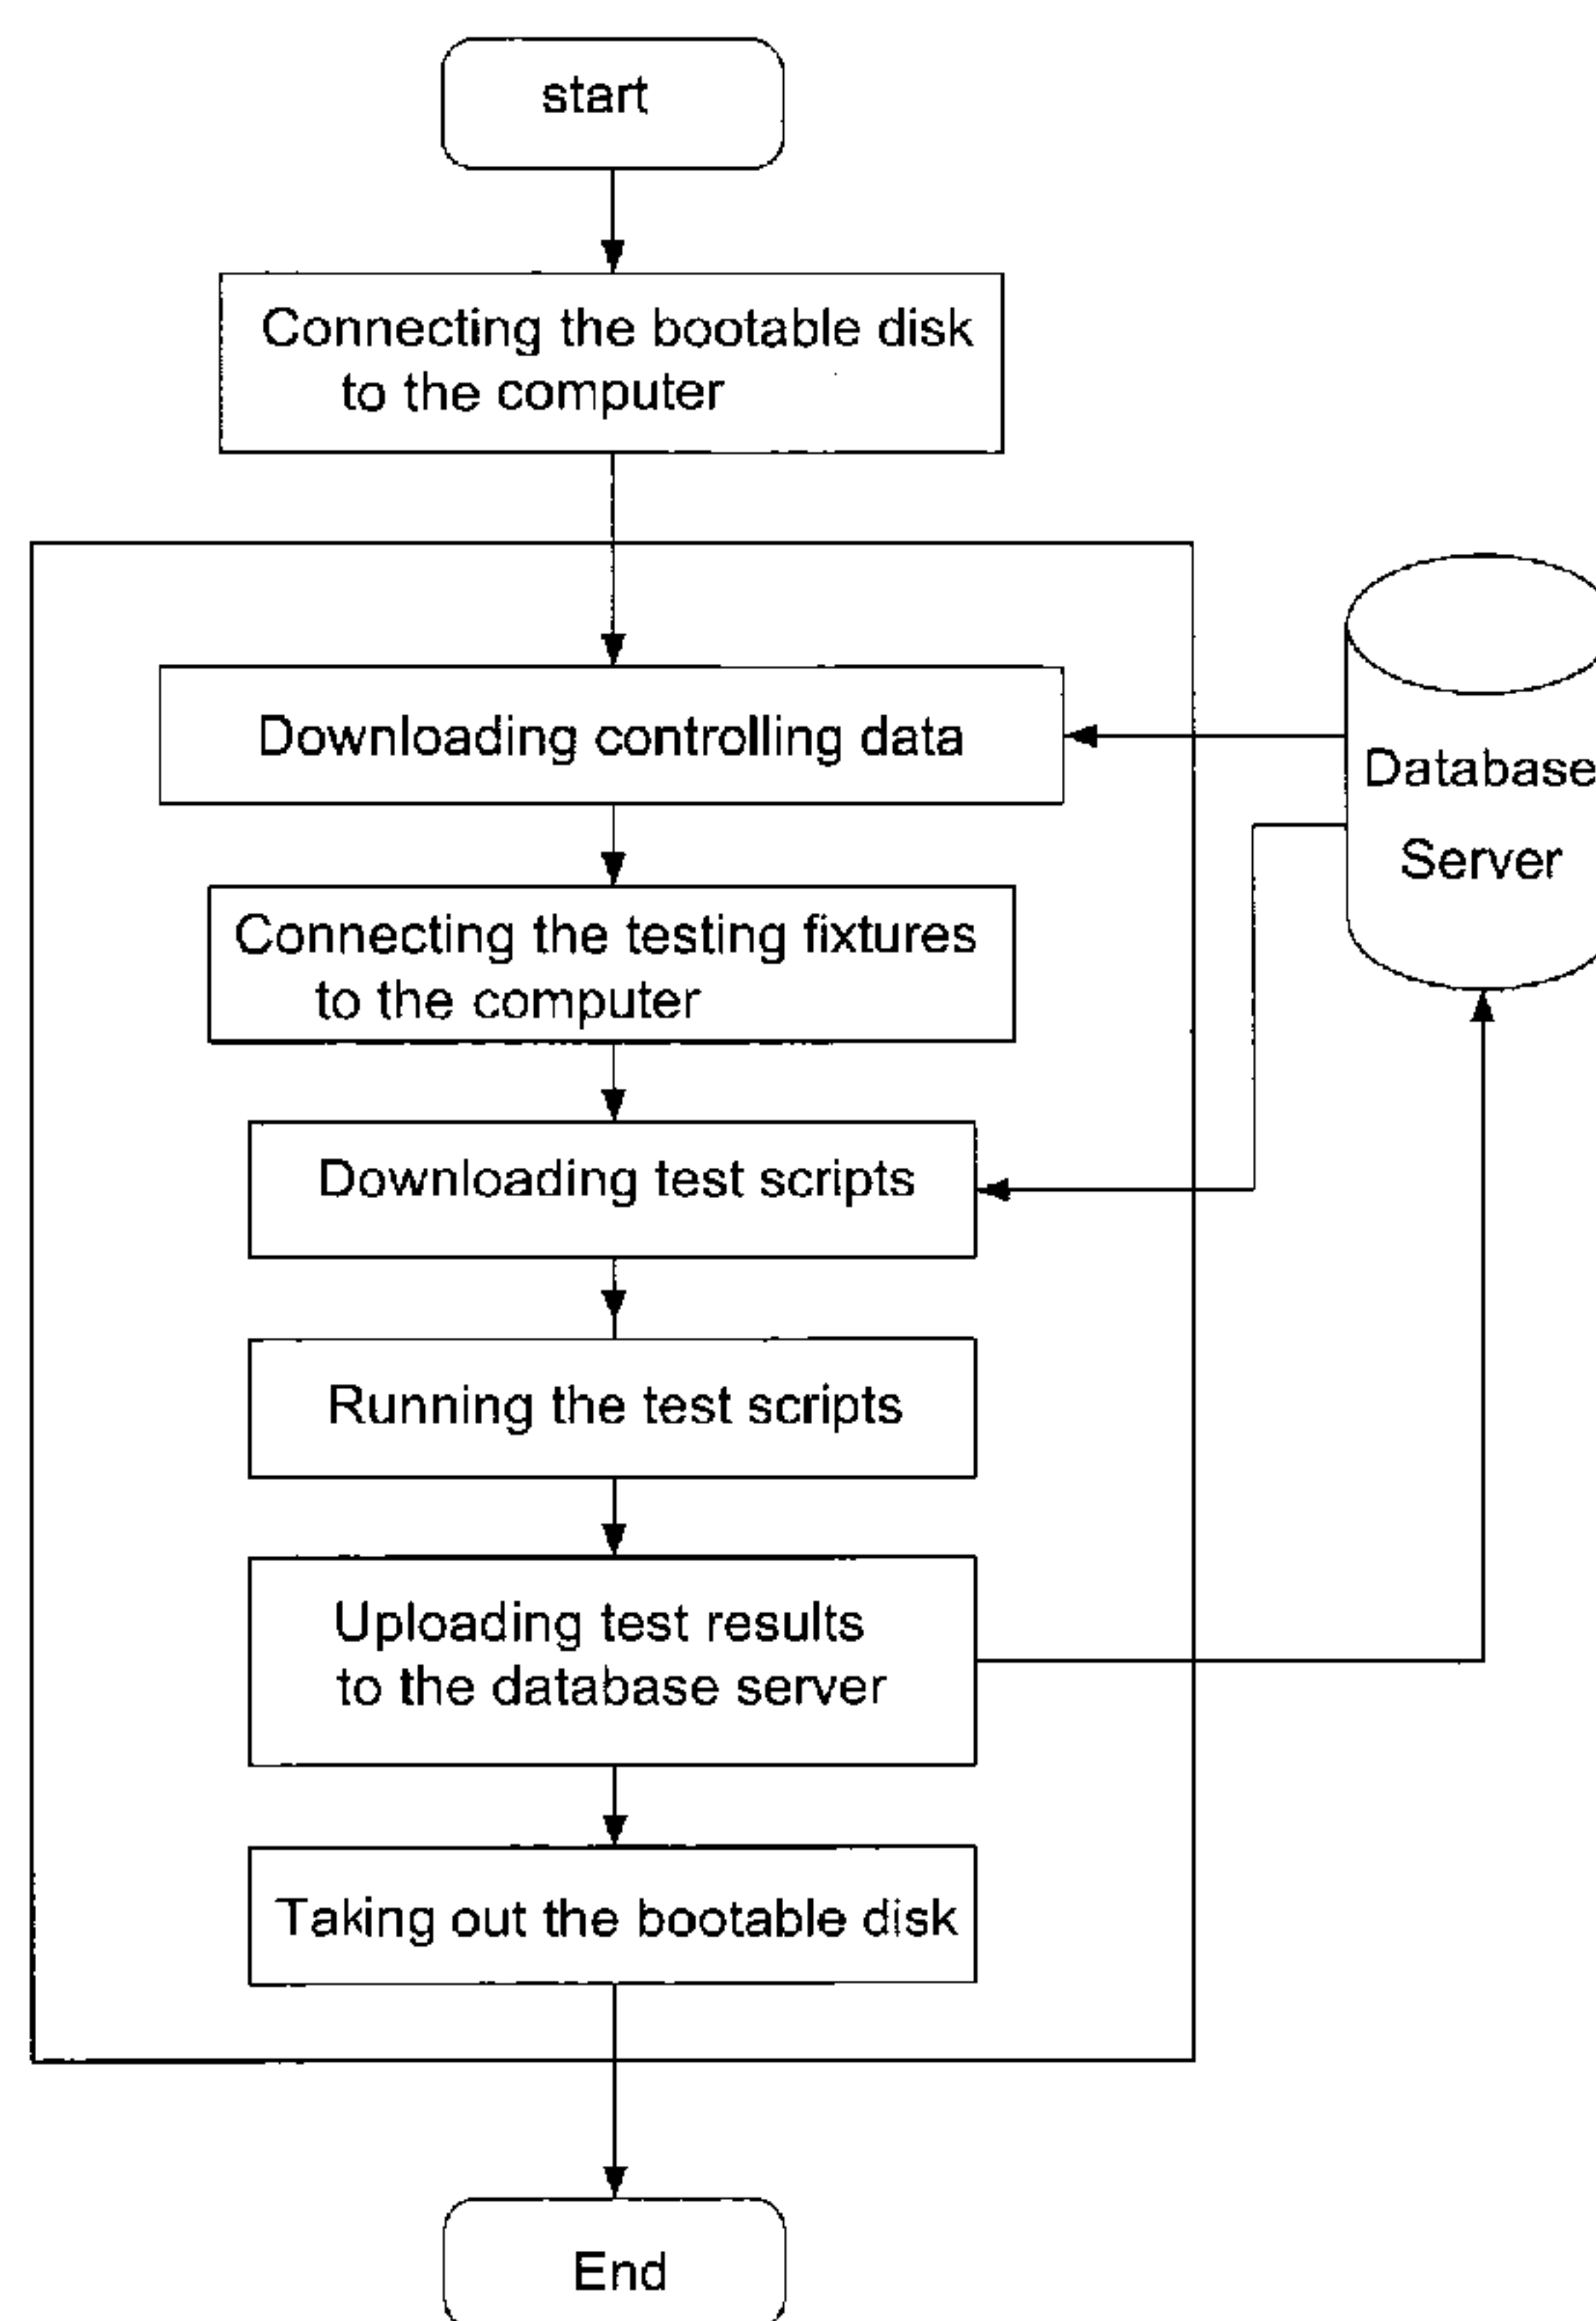 start
Connecting the bootable disk
to the computer
Downloading controlling data
Database
Server
Connecting the testing fixtures
to the computer
Downloading test scripts
Running the test scripts
Uploading test results
to the database server
Taking out the bootable disk
End